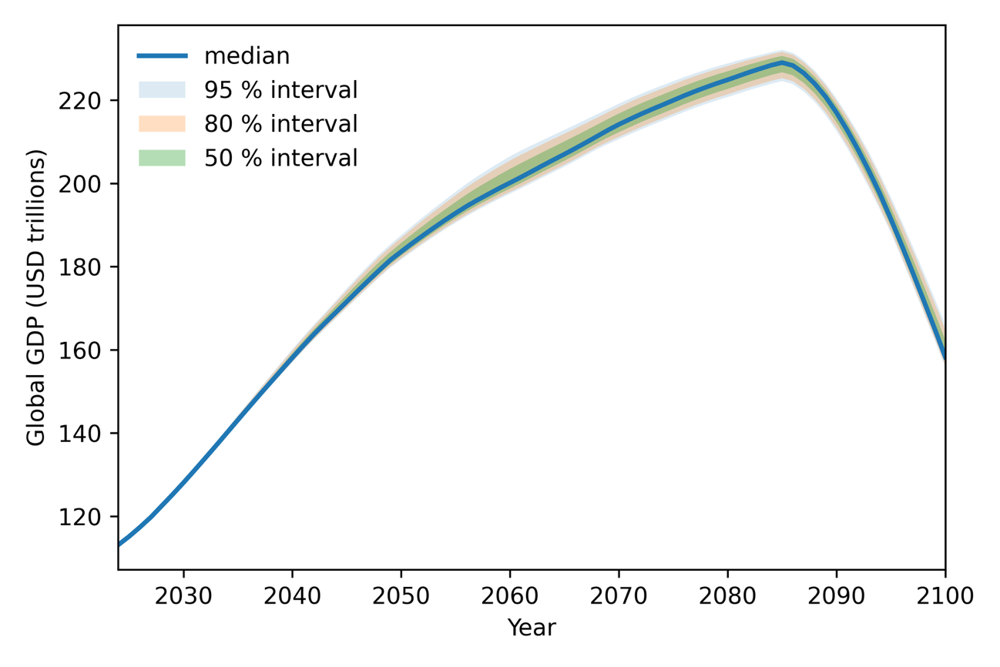 median
95 % interval
80 % interval
50 % interval
Global GDP (USD trillions)
220
200
180
160
140
120
2030 2040 2050 2060 2070 2080 2090 2100
Year